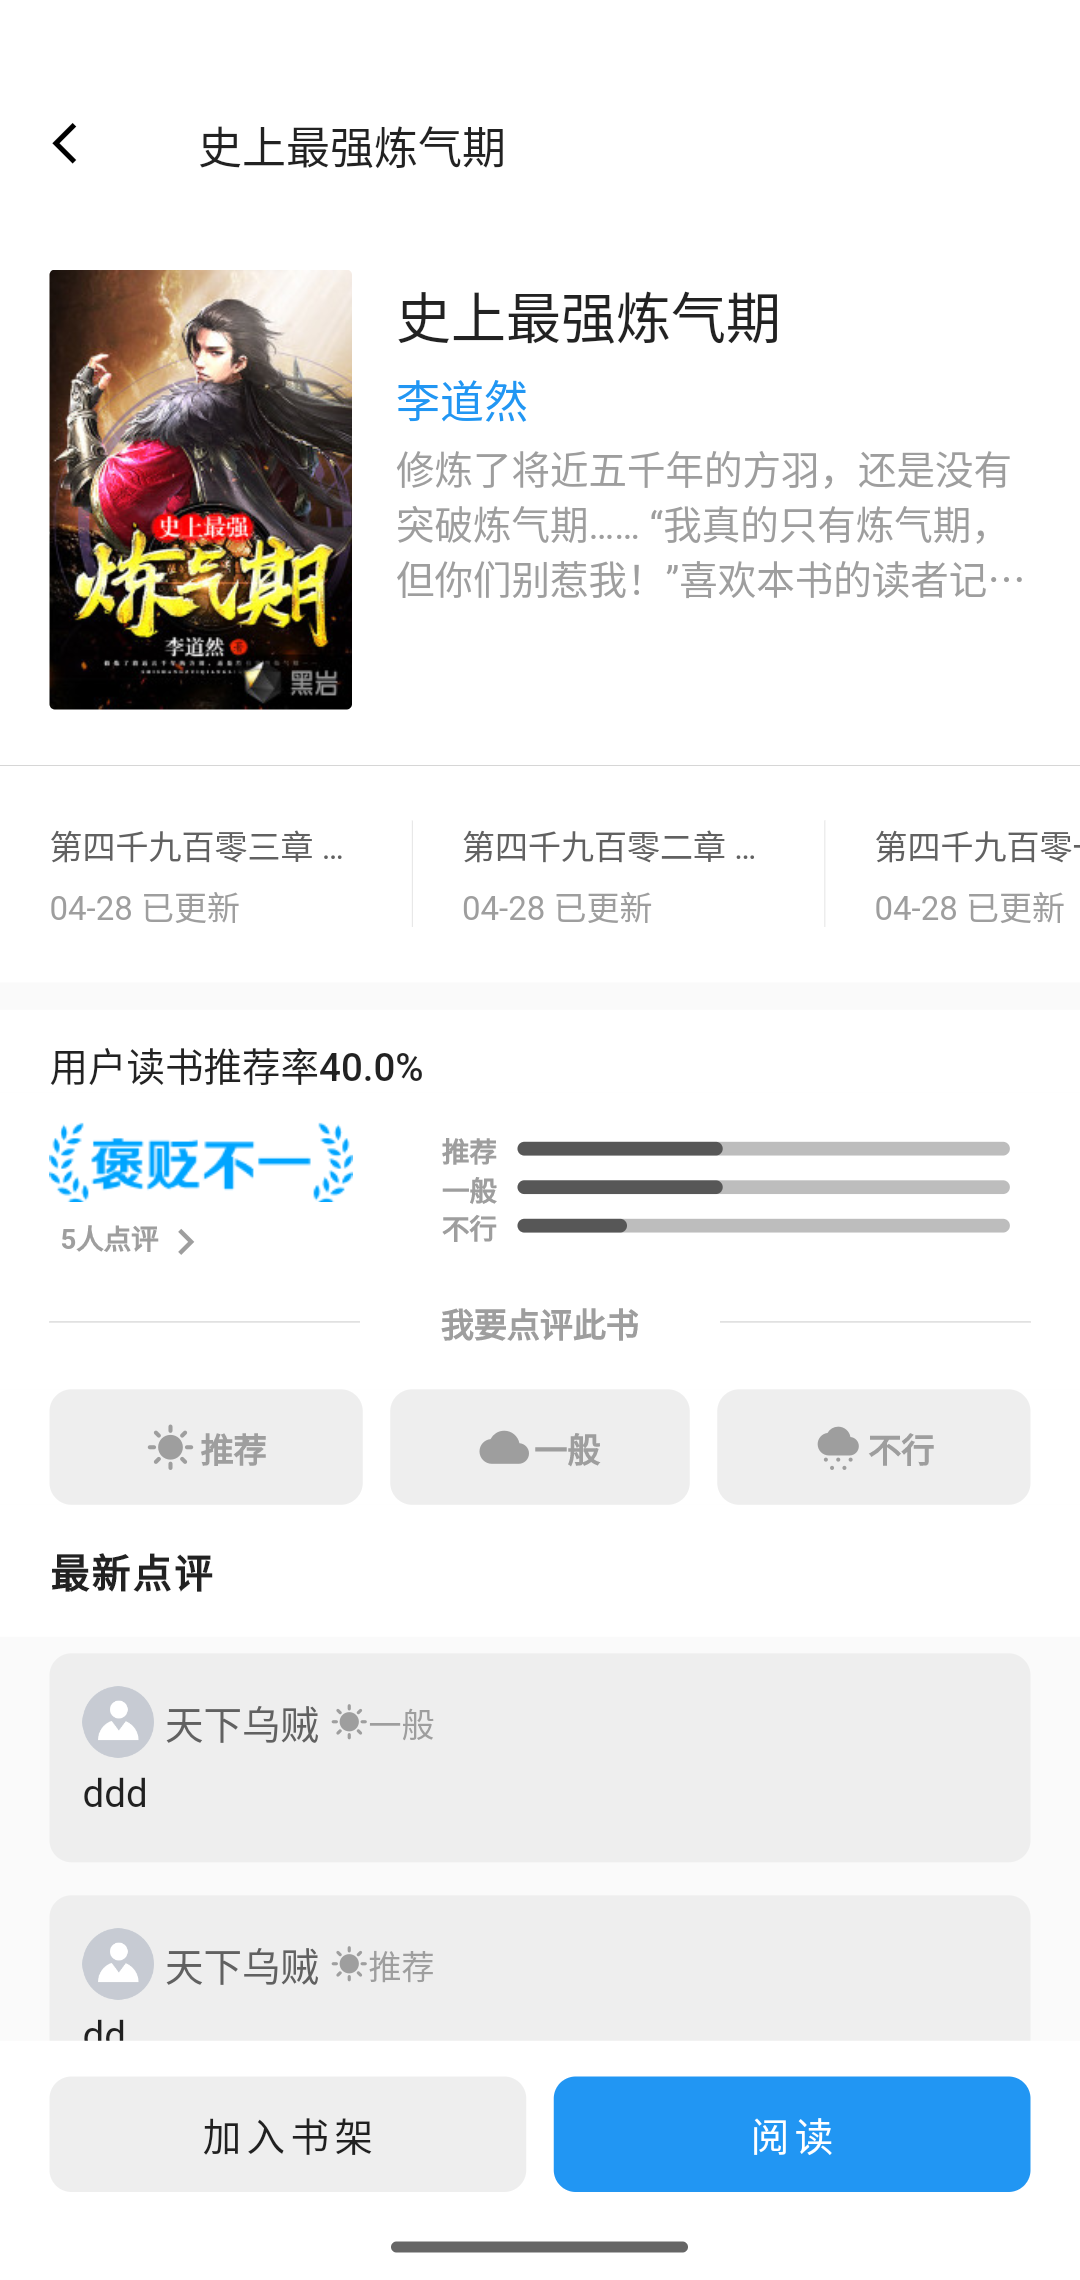 史上最强炼气期
史上最强
炼气期
李道然
黑岩
史上最强炼气期
李道然
修炼了将近五千年的方羽，还是没有
突破炼气期……“我真的只有炼气期，
但你们别惹我！”喜欢本书的读者记…
第四千九百零三章 ...
04-28 已更新
第四千九百零二章 ...
04-28 已更新
第四千九百零
04-28 已更新
用户读书推荐率40.0%
褒贬不一
5人点评
推荐
一般
不行
我要点评此书
推荐
一般
不行
最新点评
天下乌贼 一般
ddd
天下乌贼 推荐
dd
加入书架
阅读